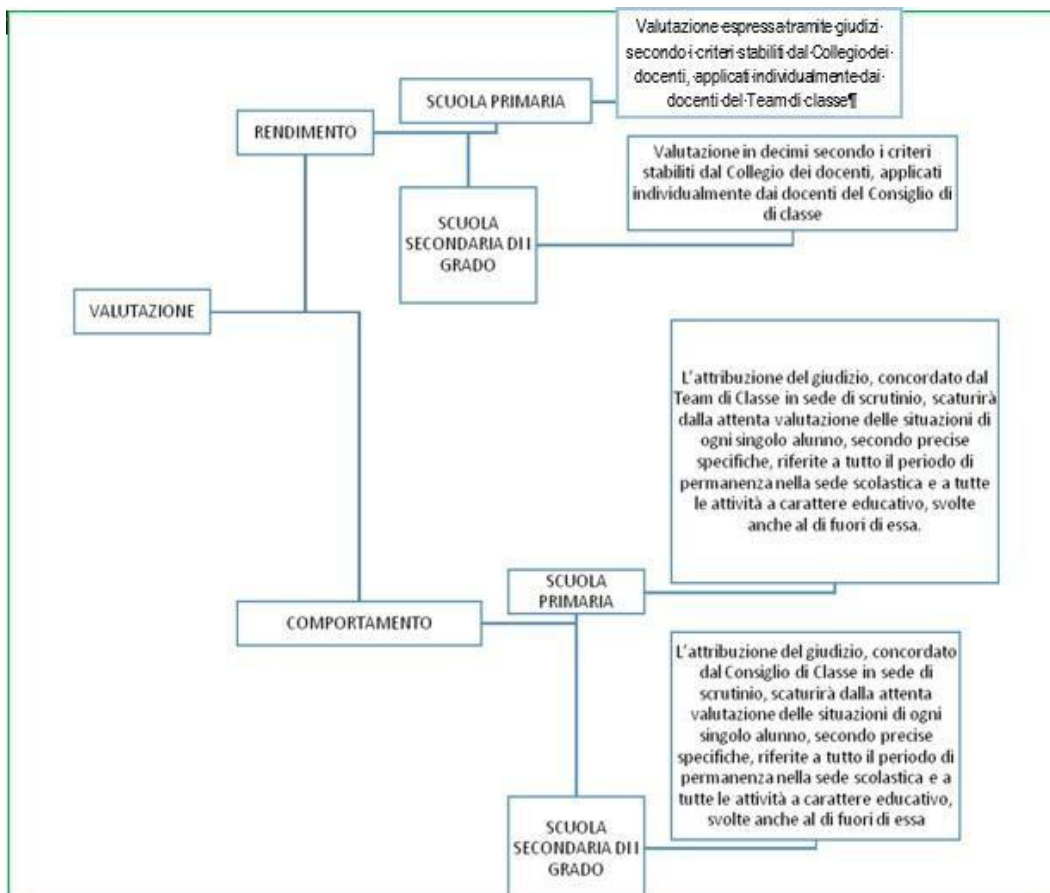 Valutazione·espressa·tramite·giudizi·
secondo·i·criteri·stabiliti·dal·Collegio·dei·
docenti,·applicati·individualmente·dai·
docenti·del·Team·di·classe¶
SCUOLA PRIMARIA
RENDIMENTO
Valutazione in decimi secondo i criteri
stabiliti dal Collegio dei docenti, applicati
individualmente dai docenti del Consiglio di
di classe
SCUOLA
SECONDARIA DI I
GRADO
VALUTAZIONE
L'attribuzione del giudizio, concordato dal
Team di Classe in sede di scrutinio, scaturirà
dalla attenta valutazione delle situazioni di
ogni singolo alunno, secondo precise
specifiche, riferite a tutto il periodo di
permanenza nella sede scolastica e a tutte
le attività a carattere educativo, svolte
anche al di fuori di essa.
SCUOLA
PRIMARIA
COMPORTAMENTO
L'attribuzione del giudizio, concordato
dal Consiglio di Classe in sede di
scrutinio, scaturirà dalla attenta
valutazione delle situazioni di ogni
singolo alunno, secondo precise
specifiche, riferite a tutto il periodo di
permanenza nella sede scolastica e a
tutte le attività a carattere educativo,
svolte anche al di fuori di essa
SCUOLA
SECONDARIA DI I
GRADO